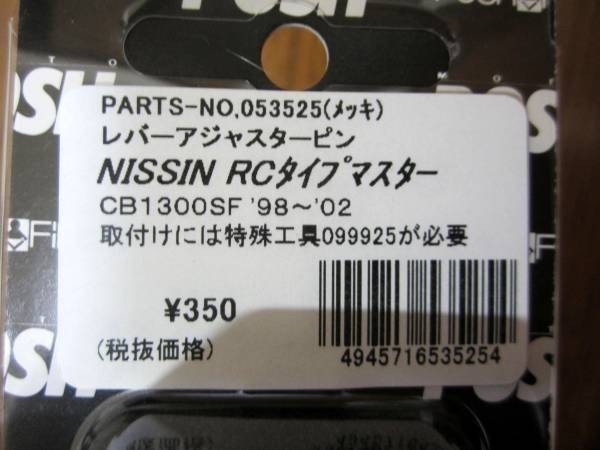 POSH
PARTS-NO.053525(ﾒｯｷ)
レバーアジャスターピン
NISSIN RCﾀｲﾌﾟマスター
CB1300SF '98～'02
取付けには特殊工具099925が必要
¥350
(税抜価格)
4945716535254